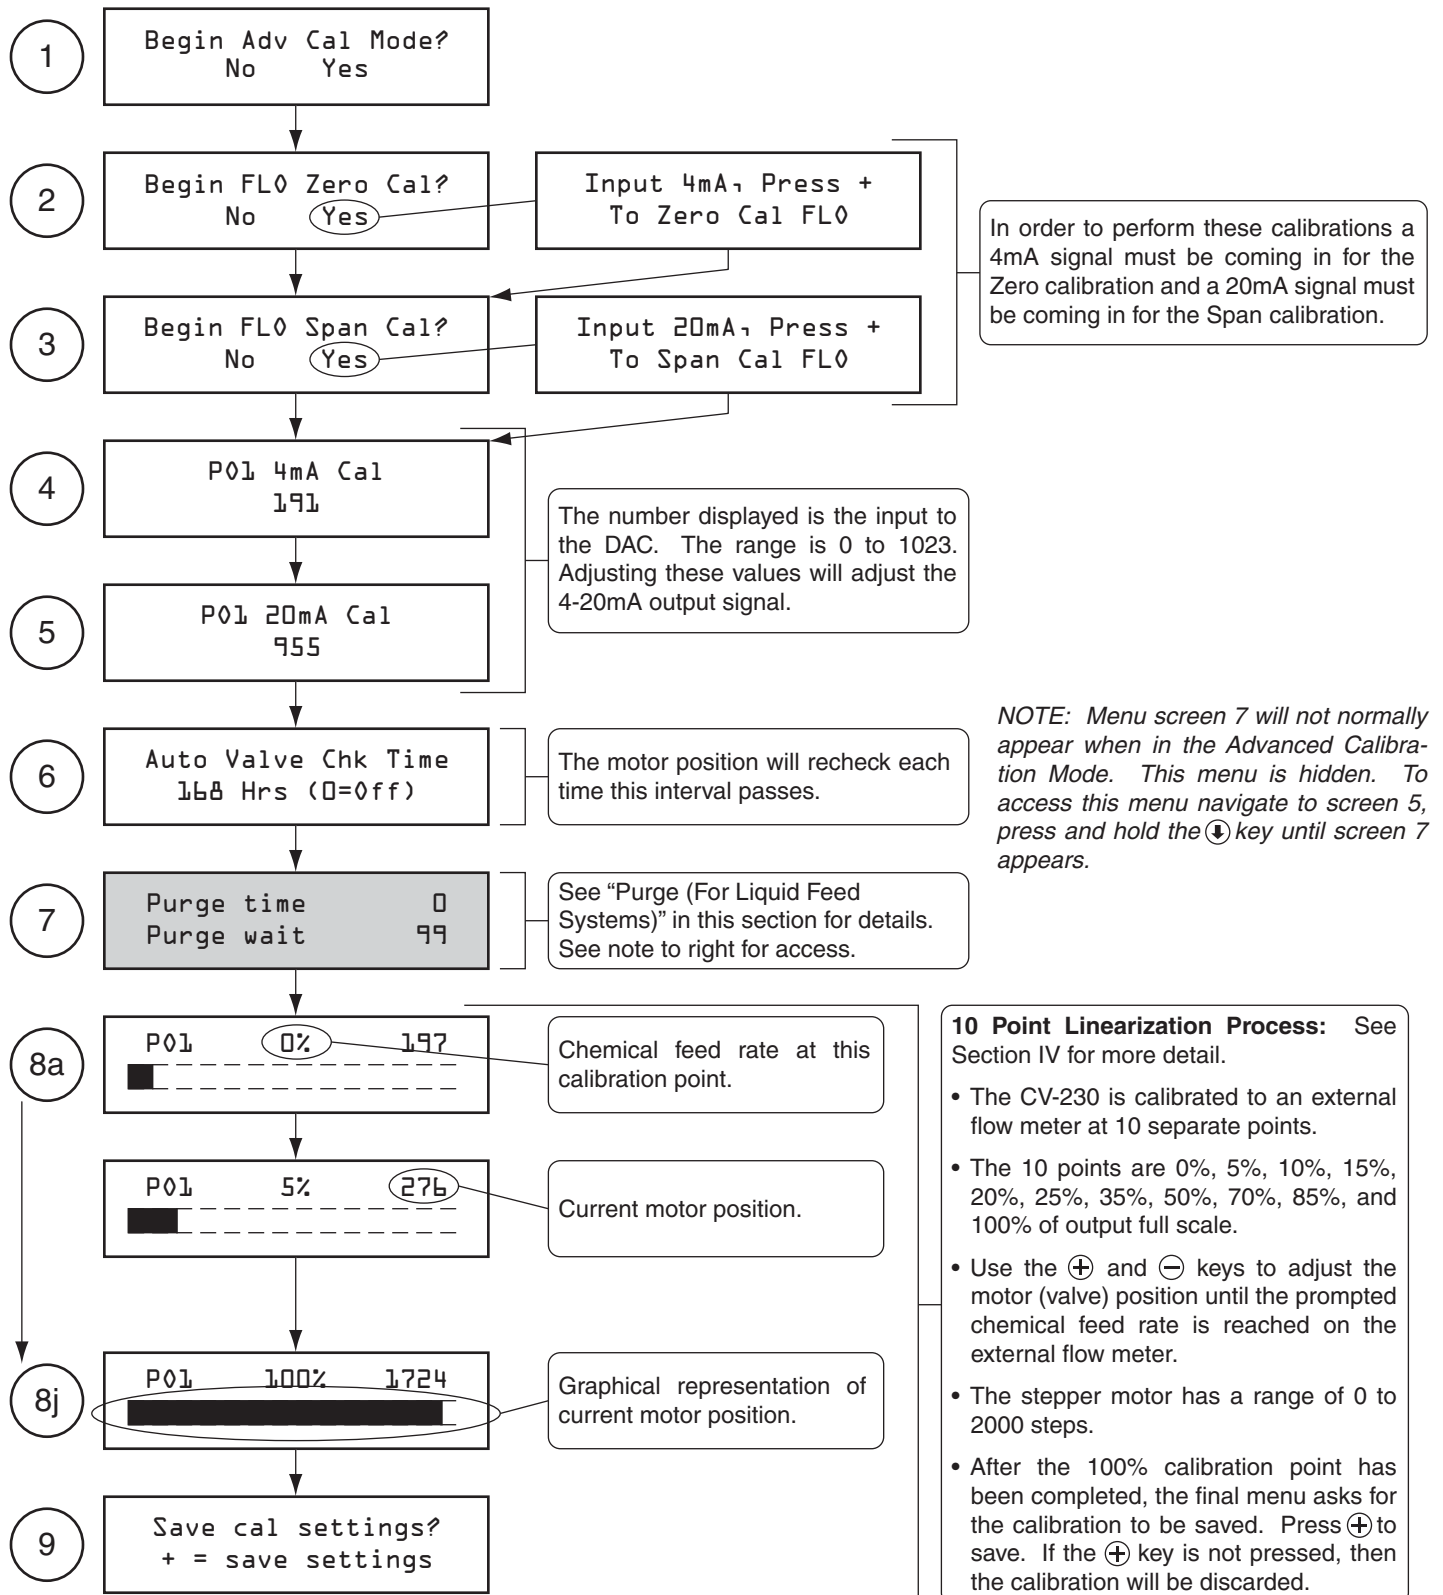 1
Begin Adv Cal Mode?
No Yes
2
Begin FLO Zero Cal?
No Yes
Input 4mA, Press +
To Zero Cal FLO
3
Begin FLO Span Cal?
No Yes
Input 20mA, Press +
To Span Cal FLO
In order to perform these calibrations a
4mA signal must be coming in for the
Zero calibration and a 20mA signal must
be coming in for the Span calibration.
4
PO1 4mA Cal
191
5
PO1 20mA Cal
955
The number displayed is the input to
the DAC. The range is 0 to 1023.
Adjusting these values will adjust the
4-20mA output signal.
6
Auto Valve Chk Time
168 Hrs (0=Off)
The motor position will recheck each
time this interval passes.
NOTE: Menu screen 7 will not normally
appear when in the Advanced Calibra-
tion Mode. This menu is hidden. To
access this menu navigate to screen 5,
press and hold the key until screen 7
appears.
7
Purge time 0
Purge wait 99
See “Purge (For Liquid Feed
Systems)” in this section for details.
See note to right for access.
8a
PO1 0% 197
Chemical feed rate at this
calibration point.
PO1 5% 276
Current motor position.
8j
PO1 100% 1724
Graphical representation of
current motor position.
9
Save cal settings?
+ = save settings
10 Point Linearization Process: See
Section IV for more detail.
• The CV-230 is calibrated to an external
flow meter at 10 separate points.
• The 10 points are 0%, 5%, 10%, 15%,
20%, 25%, 35%, 50%, 70%, 85%, and
100% of output full scale.
• Use the + and − keys to adjust the
motor (valve) position until the prompted
chemical feed rate is reached on the
external flow meter.
• The stepper motor has a range of 0 to
2000 steps.
• After the 100% calibration point has
been completed, the final menu asks for
the calibration to be saved. Press + to
save. If the + key is not pressed, then
the calibration will be discarded.